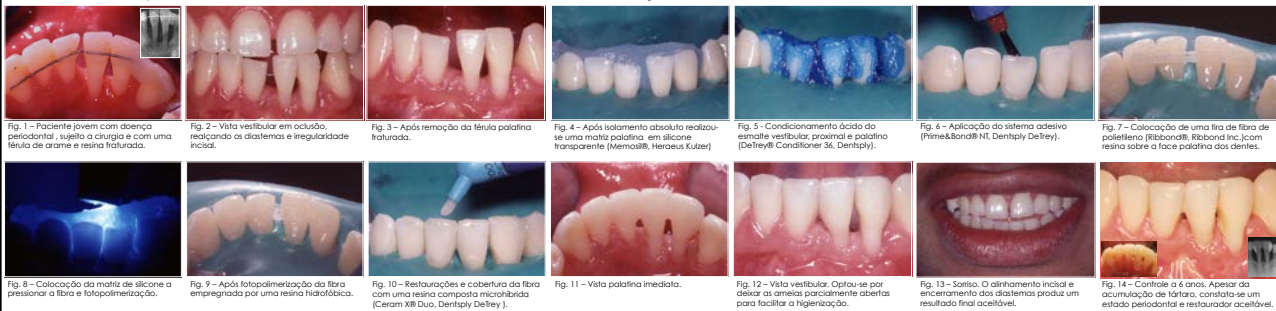 Fig. 1 – Paciente jovem com doença
periodontal , sujeito a cirurgia e com uma
férula de arame e resina fraturada.
Fig. 2 – Vista vestibular em oclusão,
realçando os diastemas e irregularidade
incisal.
Fig. 3 – Após remoção da férula palatina
fraturada.
Fig. 4 – Após isolamento absoluto realizou-
se uma matriz palatina em silicone
transparente (Memosil®, Heraeus Kulzer)
Fig. 5 - Condicionamento ácido do
esmalte vestibular, proximal e palatino
(DeTrey® Conditioner 36, Dentsply).
Fig. 6 – Aplicação do sistema adesivo
(Prime&Bond® NT, Dentsply DeTrey).
Fig. 7 – Colocação de uma tira de fibra de
polietileno (Ribbond®, Ribbond Inc.)com
resina sobre a face palatina dos dentes.
Fig. 8 – Colocação da matriz de silicone a
pressionar a fibra e fotopolimerização.
Fig. 9 – Após fotopolimerização da fibra
empregnada por uma resina hidrofóbica.
Fig. 10 – Restaurações e cobertura da fibra
com uma resina composta microhibrida
(Ceram X® Duo, Dentsply DeTrey ).
Fig. 11 – Vista palatina imediata.
Fig. 12 – Vista vestibular. Optou-se por
deixar as ameias parcialmente abertas
para facilitar a higienização.
Fig. 13 – Sorriso. O alinhamento incisal e
encerramento dos diastemas produz um
resultado final aceitável.
Fig. 14 – Controle a 6 anos. Apesar da
acumulação de tártaro, constata-se um
estado periodontal e restaurador aceitável.